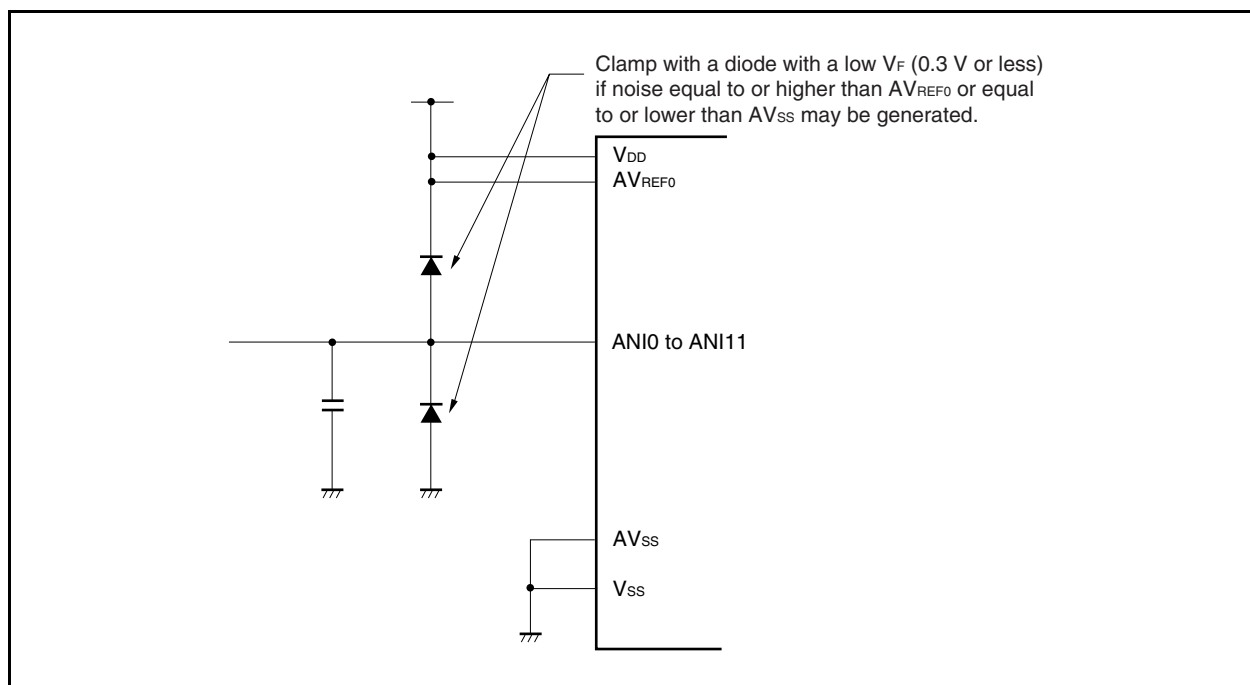 Clamp with a diode with a low VF (0.3 V or less)
if noise equal to or higher than AVREF0 or equal
to or lower than AVSS may be generated.
VDD
AVREF0
ANI0 to ANI11
AVSS
VSS